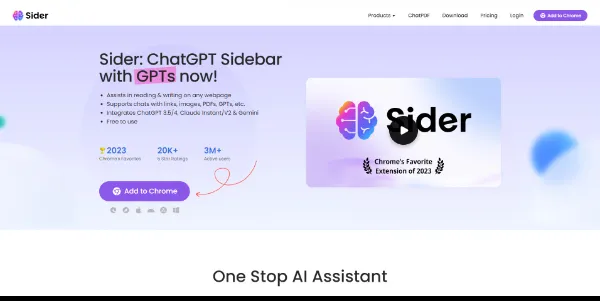 Sider
Products
ChatPDF
Download
Pricing
Login
Add to Chrome
Sider: ChatGPT Sidebar
with GPTs now!
Assists in reading & writing on any webpage
Supports chats with links, images, PDFs, GPTs, etc.
Integrates ChatGPT 3.5/4, Claude Instant/V2 & Gemini
Free to use
2023
Chrome's Favorites
20K+
5-Star Ratings
3M+
Active users
Add to Chrome
Sider
Chrome's Favorite
Extension of 2023
One Stop AI Assistant